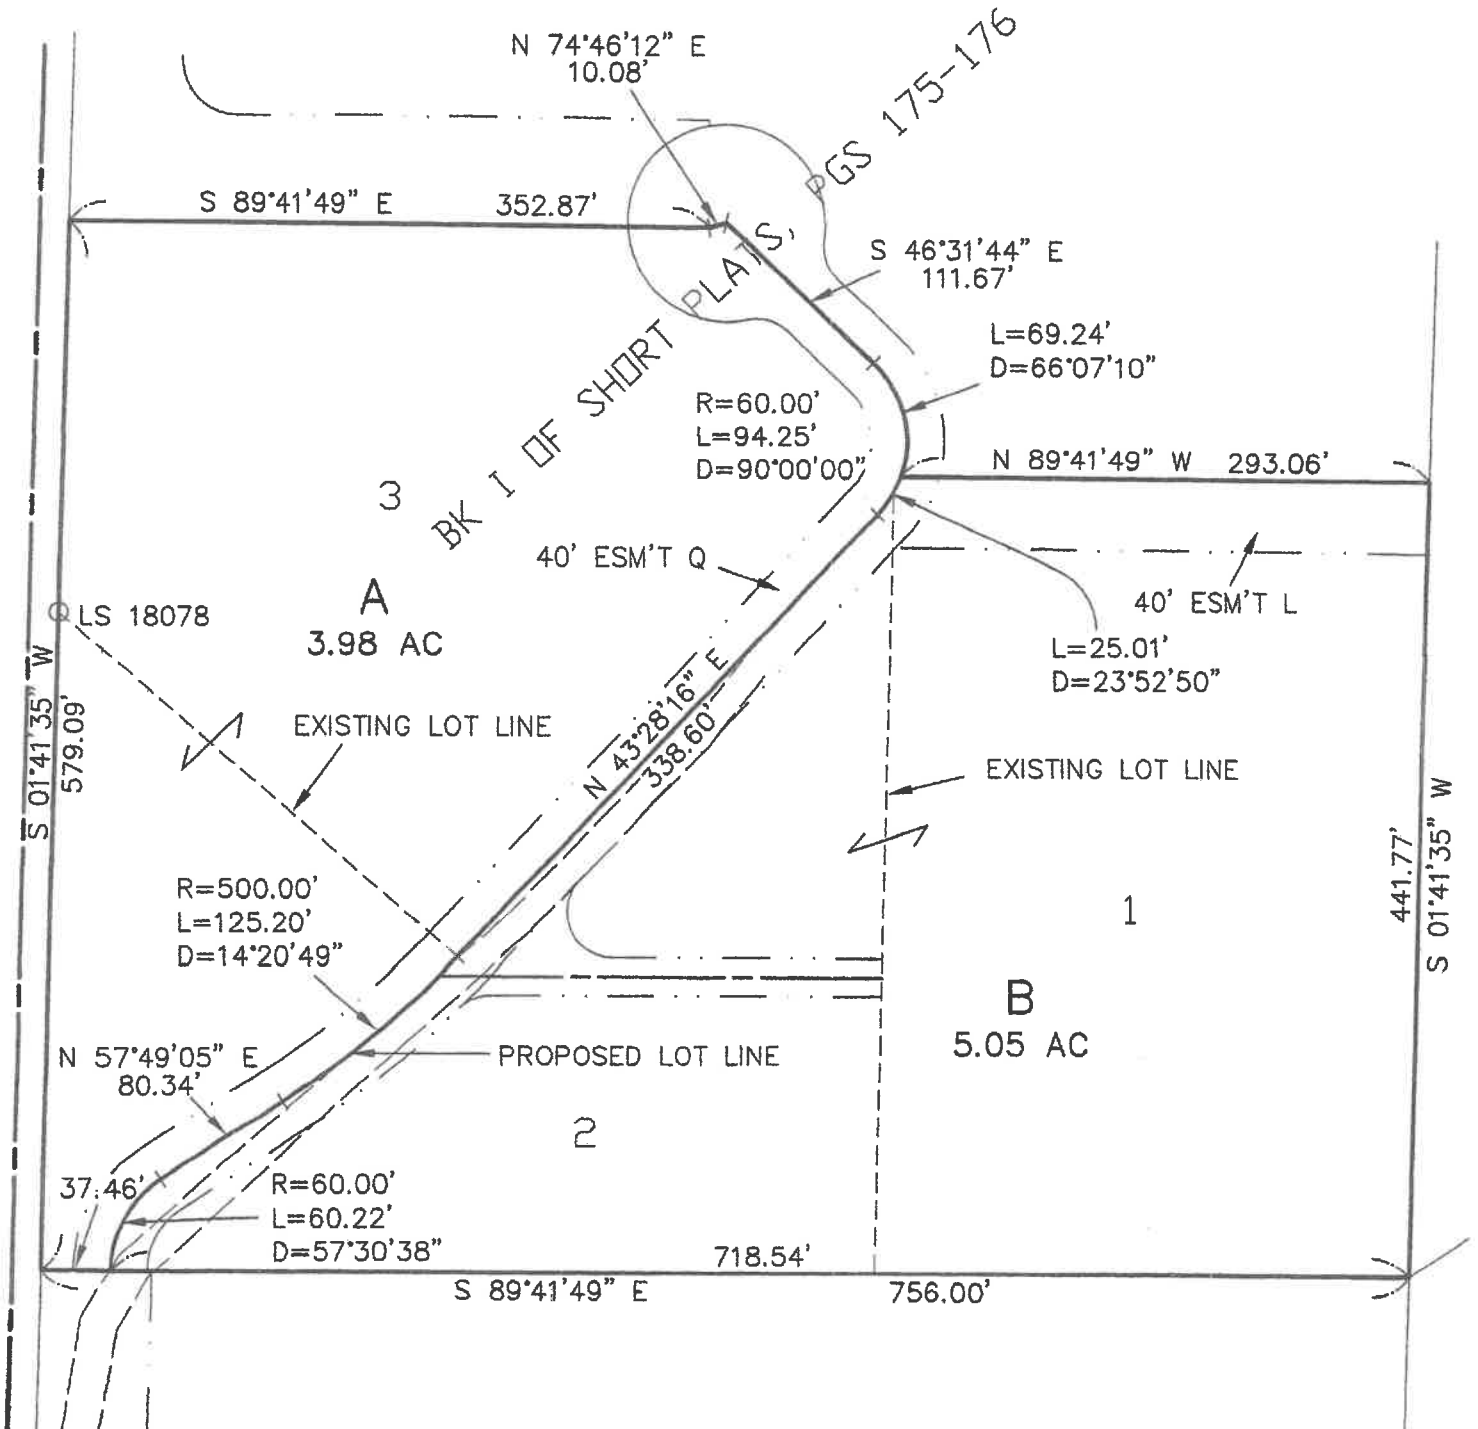 N 74°46'12" E
10.08'
PGS 175-176
S 89°41'49" E 352.87'
BK I OF SHORT PLATS,
S 46°31'44" E
111.67'
L=69.24'
D=66°07'10"
R=60.00'
L=94.25'
D=90°00'00"
N 89°41'49" W 293.06'
3
40' ESM'T Q
40' ESM'T L
A
3.98 AC
LS 18078
L=25.01'
D=23°52'50"
S 01°41'35" W
579.09'
EXISTING LOT LINE
N 43°28'16" E
338.60'
EXISTING LOT LINE
441.77'
S 01°41'35" W
R=500.00'
L=125.20'
D=14°20'49"
1
B
5.05 AC
N 57°49'05" E
80.34'
PROPOSED LOT LINE
2
37.46'
R=60.00'
L=60.22'
D=57°30'38"
718.54'
S 89°41'49" E
756.00'